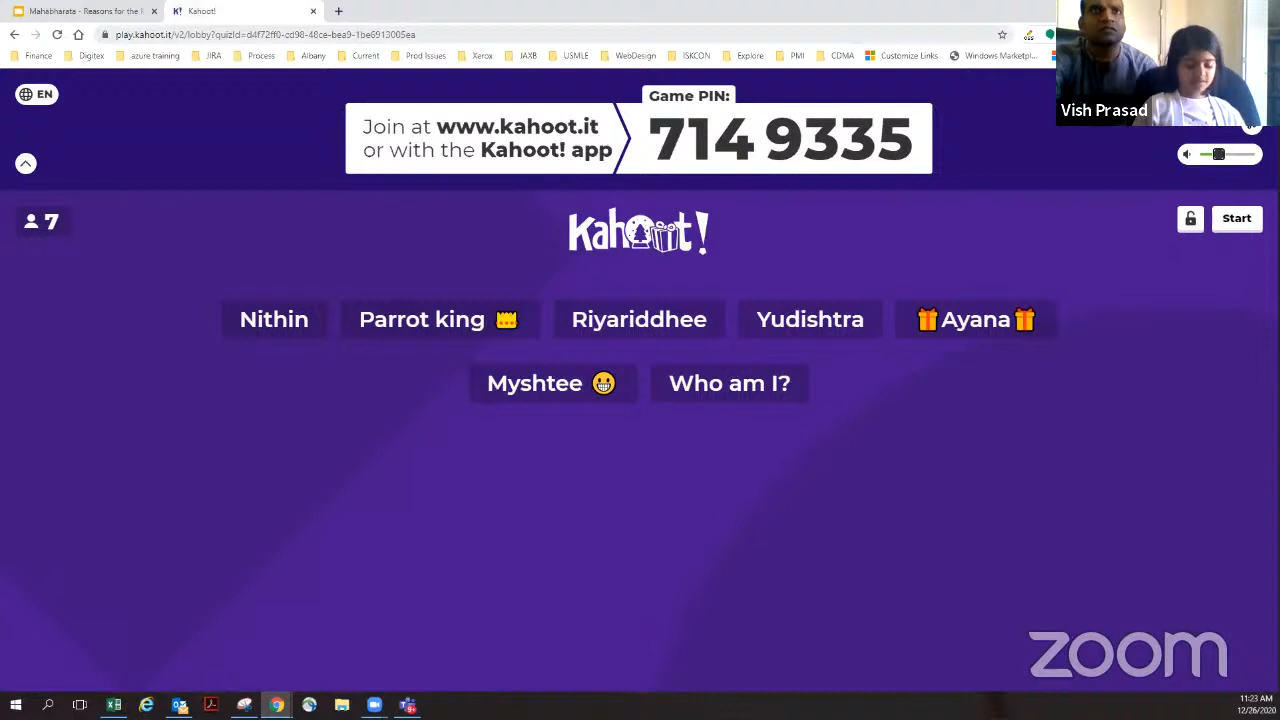 Mahabharata - Reasons for the
Kahoot!
play.kahoot.it/v2/lobby?quizId=d4f72ff0-cd98-48ce-bea9-
Finance
Digitex
azure training
JIRA
Process
Albany
Current
Prod Issues
Xerox
JAXB
USMLE
WebDesign
ISKCON
Explore
PMI
CDMA
Customize Links
Windows Marketpl...
Vish Prasad
EN
Game PIN:
Join at www.kahoot.it
or with the Kahoot! app
714 9335
7
Kahoot!
Start
Nithin
Parrot king
Riyariddhee
Yudishtra
Ayana
Myshtee
Who am I?
zoom
11:23 AM
12/26/2020